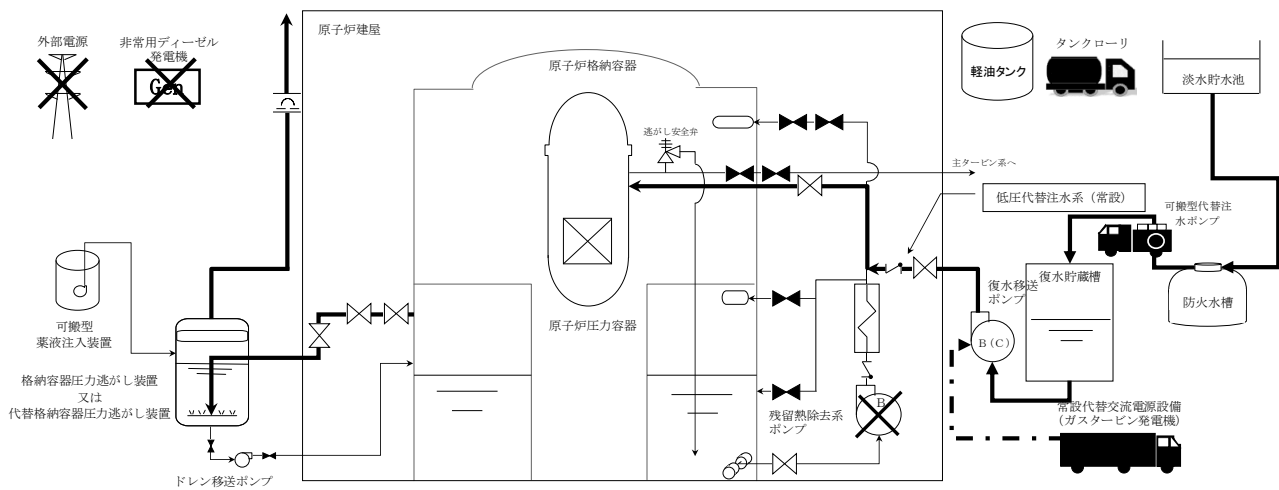 外部電源
非常用ディーゼル
発電機
Gen
原子炉建屋
原子炉格納容器
逃がし安全弁
軽油タンク
タンクローリ
淡水貯水池
主タービン系へ
低圧代替注水系（常設）
可搬型代替注
水ポンプ
復水貯蔵槽
防火水槽
復水移送
ポンプ
B（C）
原子炉圧力容器
可搬型
薬液注入装置
格納容器圧力逃がし装置
又は
代替格納容器圧力逃がし装置
ドレン移送ポンプ
残留熱除去系
ポンプ
B
常設代替交流電源設備
（ガスタービン発電機）